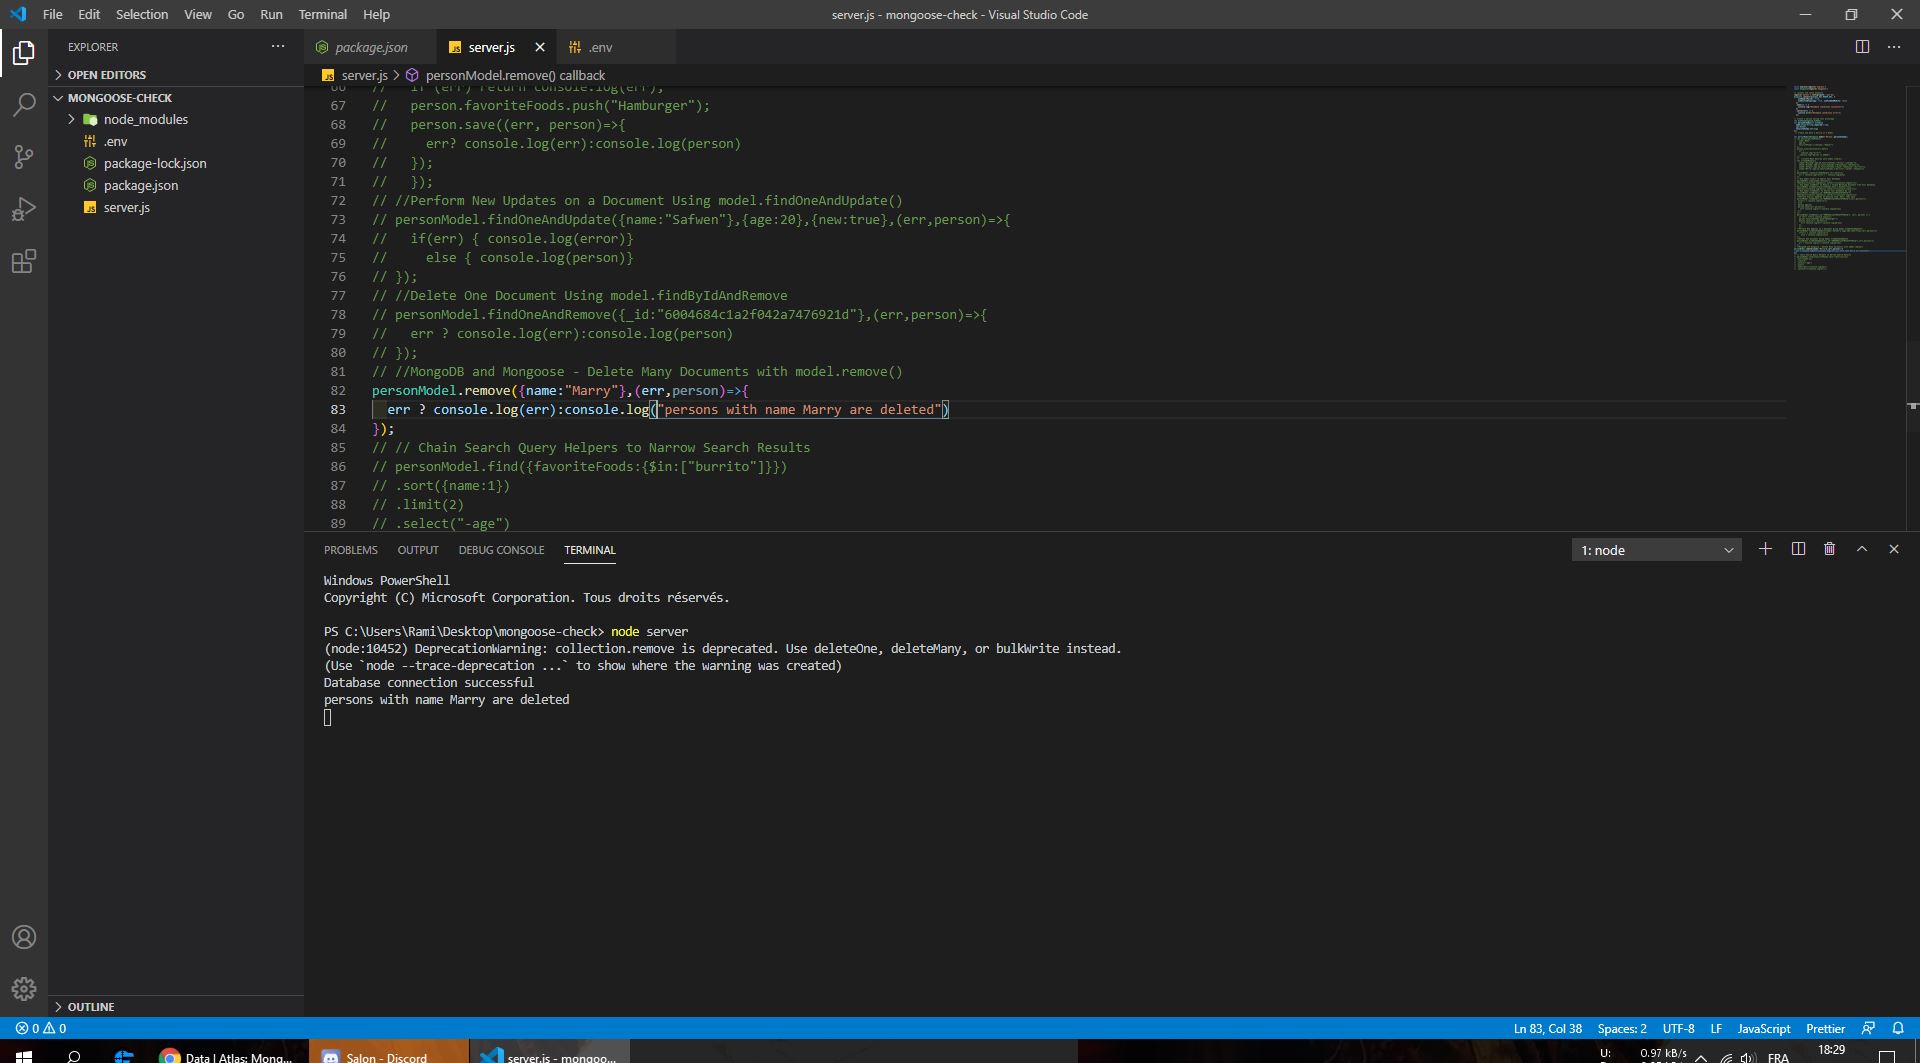 File Edit Selection View Go Run Terminal Help
server.js - mongoose-check - Visual Studio Code
EXPLORER
OPEN EDITORS
MONGOOSE-CHECK
node_modules
.env
package-lock.json
package.json
server.js
OUTLINE
package.json
server.js
.env
server.js > personModel.remove() callback
66 //   if (err) return console.log(err);
67 //   person.favoriteFoods.push("Hamburger");
68 //   person.save((err, person)=>{
69 //     err? console.log(err):console.log(person)
70 //   });
71 //   });
72 // //Perform New Updates on a Document Using model.findOneAndUpdate()
73 // personModel.findOneAndUpdate({name:"Safwen"},{age:20},{new:true},(err,person)=>{
74 //   if(err) { console.log(error)}
75 //     else { console.log(person)}
76 // });
77 // //Delete One Document Using model.findByIdAndRemove
78 // personModel.findOneAndRemove({_id:"6004684c1a2f042a7476921d"},(err,person)=>{
79 //   err ? console.log(err):console.log(person)
80 // });
81 // //MongoDB and Mongoose - Delete Many Documents with model.remove()
82 personModel.remove({name:"Marry"},(err,person)=>{
83   err ? console.log(err):console.log("persons with name Marry are deleted")
84 });
85 // // Chain Search Query Helpers to Narrow Search Results
86 // personModel.find({favoriteFoods:{$in:["burrito"]}})
87 // .sort({name:1})
88 // .limit(2)
89 // .select("-age")
PROBLEMS OUTPUT DEBUG CONSOLE TERMINAL
1: node
Windows PowerShell
Copyright (C) Microsoft Corporation. Tous droits réservés.
PS C:\Users\Rami\Desktop\mongoose-check> node server
(node:10452) DeprecationWarning: collection.remove is deprecated. Use deleteOne, deleteMany, or bulkWrite instead.
(Use `node --trace-deprecation ...` to show where the warning was created)
Database connection successful
persons with name Marry are deleted
0 0
Ln 83, Col 38 Spaces: 2 UTF-8 LF JavaScript Prettier
Data | Atlas: Mong...
Salon - Discord
server.js - mongoo...
U: 0.97 kB/s
FRA
18:29